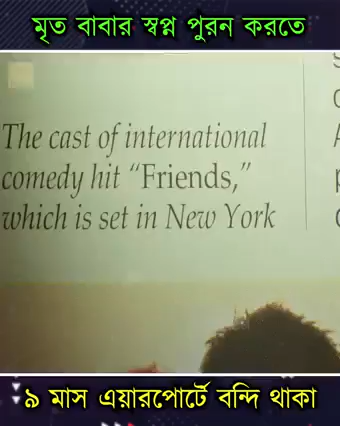 মৃত বাবার স্বপ্ন পুরন করতে
The cast of international
comedy hit “Friends,”
which is set in New York
৯ মাস এয়ারপোর্টে বন্দি থাকা